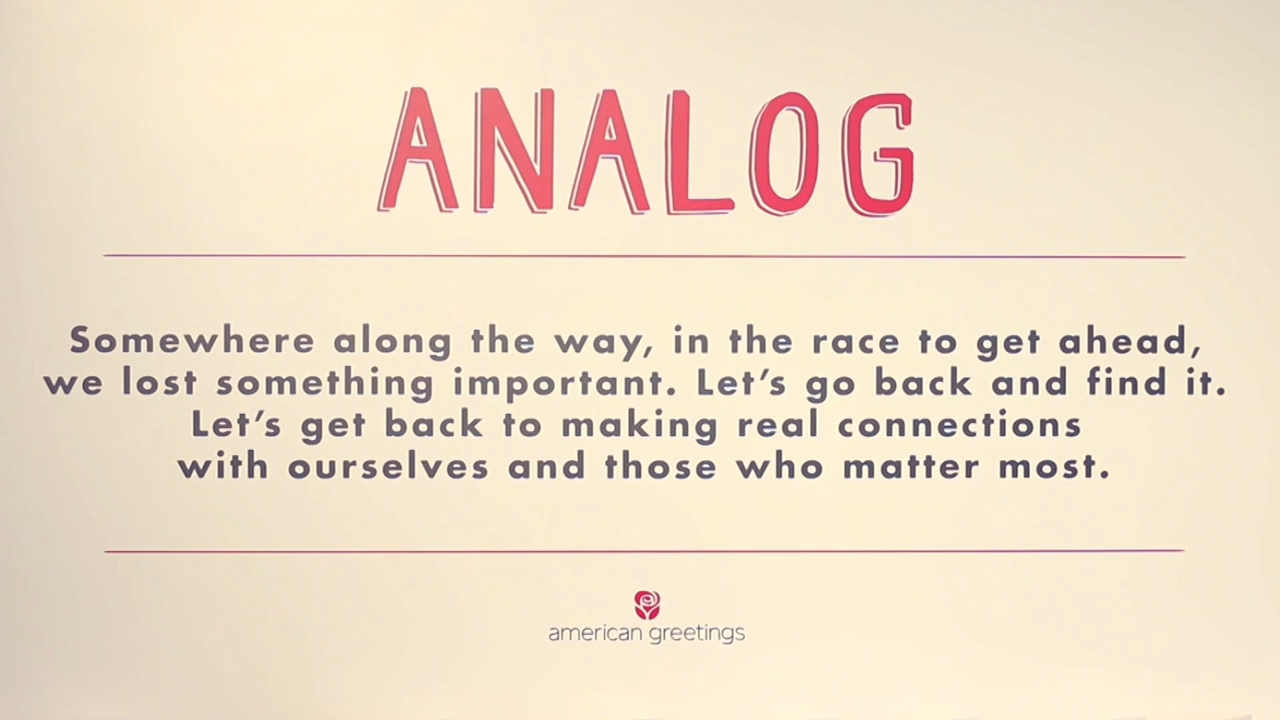 ANALOG
Somewhere along the way, in the race to get ahead,
we lost something important. Let's go back and find it.
Let's get back to making real connections
with ourselves and those who matter most.
american greetings